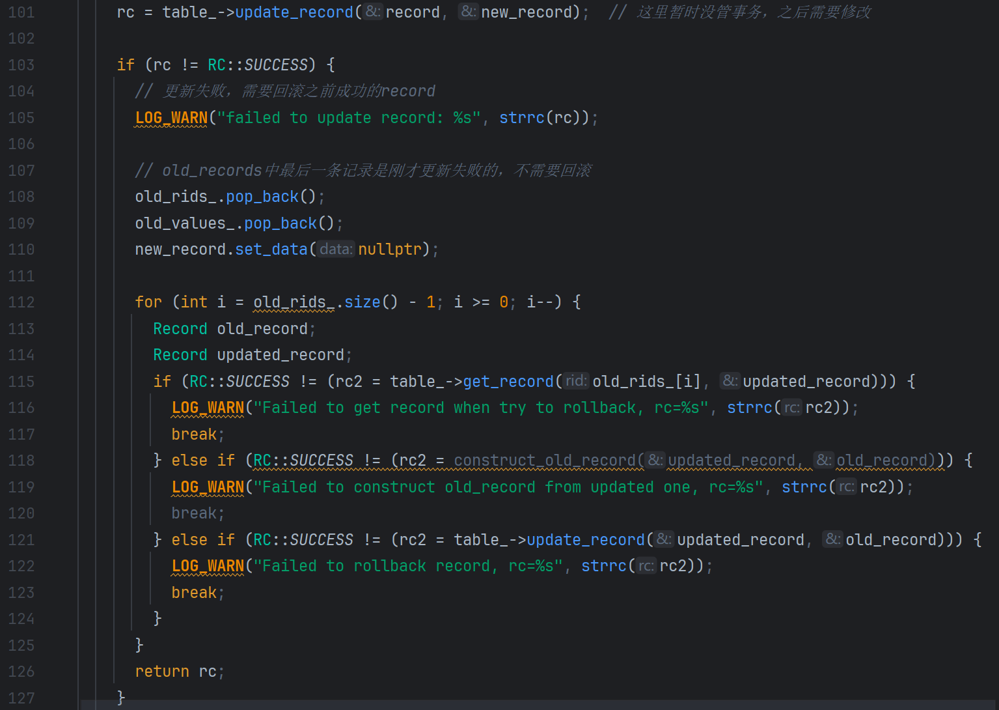 101 rc = table_->update_record(&: record, &: new_record);  // 这里暂时没管事务，之后需要修改
102
103 if (rc != RC::SUCCESS) {
104 // 更新失败，需要回滚之前成功的record
105 LOG_WARN("failed to update record: %s", strrc(rc));
106
107 // old_records中最后一条记录是刚才更新失败的，不需要回滚
108 old_rids_.pop_back();
109 old_values_.pop_back();
110 new_record.set_data(data: nullptr);
111
112 for (int i = old_rids_.size() - 1; i >= 0; i--) {
113 Record old_record;
114 Record updated_record;
115 if (RC::SUCCESS != (rc2 = table_->get_record(rid: old_rids_[i], &: updated_record))) {
116 LOG_WARN("Failed to get record when try to rollback, rc=%s", strrc(rc: rc2));
117 break;
118 } else if (RC::SUCCESS != (rc2 = construct_old_record(&: updated_record, &: old_record))) {
119 LOG_WARN("Failed to construct old_record from updated one, rc=%s", strrc(rc: rc2));
120 break;
121 } else if (RC::SUCCESS != (rc2 = table_->update_record(&: updated_record, &: old_record))) {
122 LOG_WARN("Failed to rollback record, rc=%s", strrc(rc: rc2));
123 break;
124 }
125 }
126 return rc;
127 }